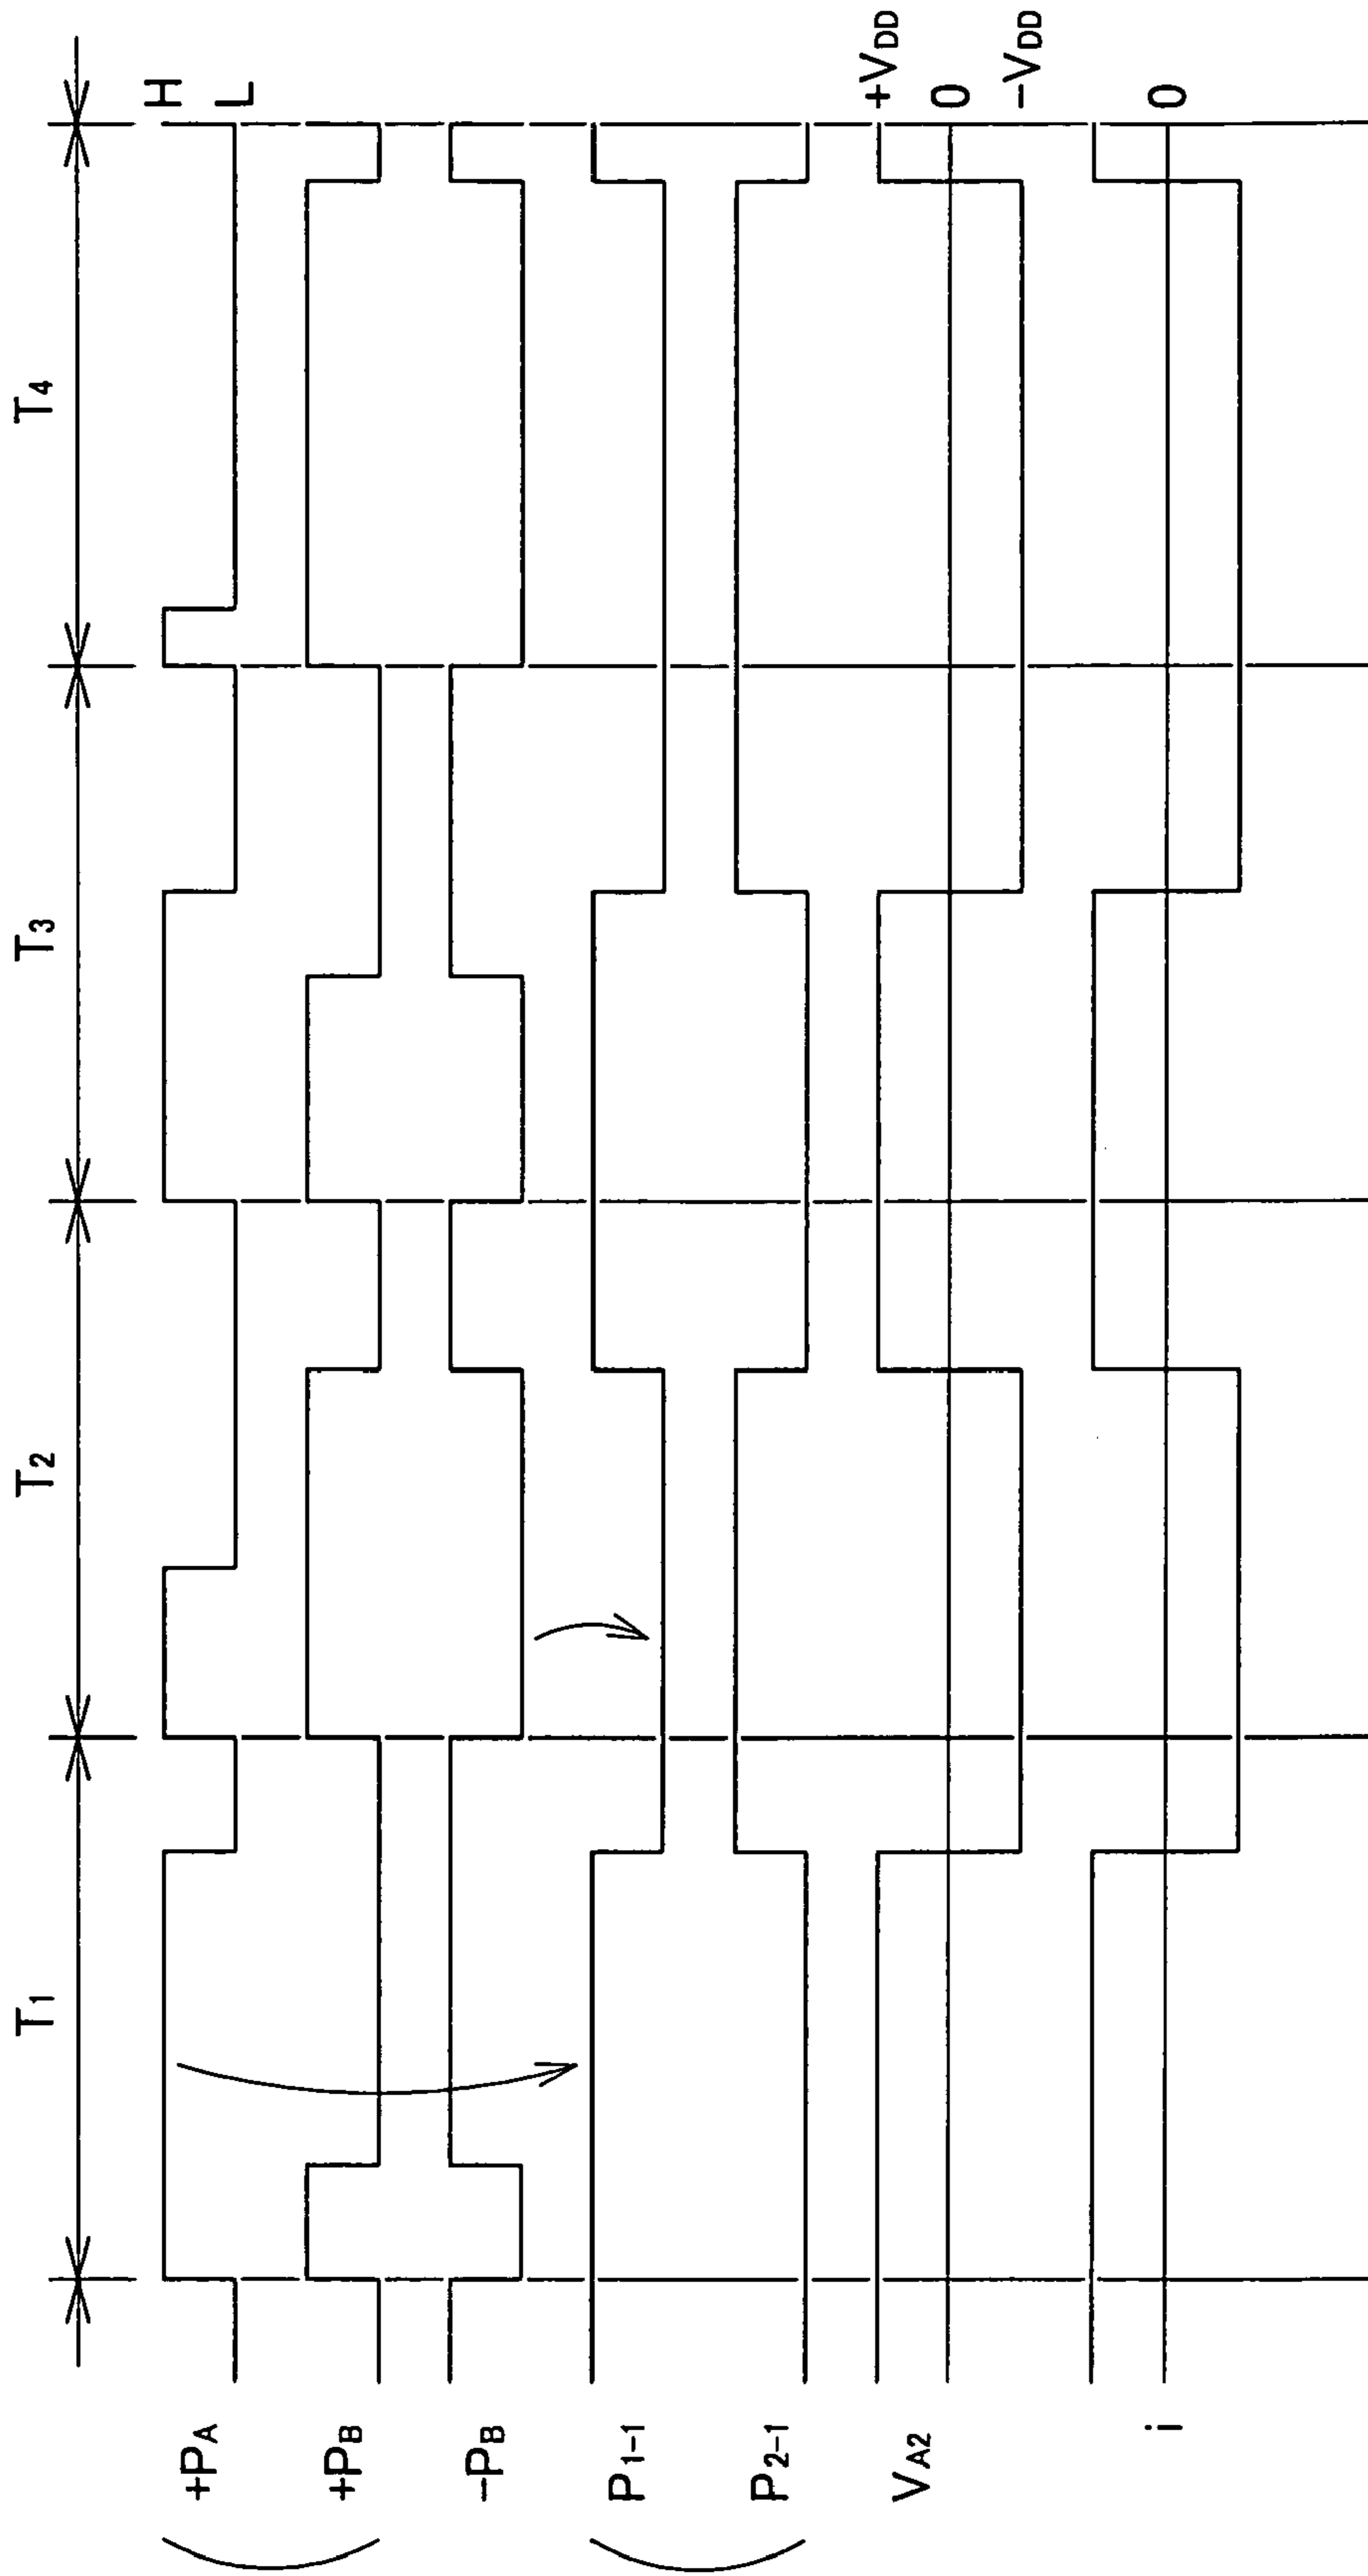 T1
T2
T3
T4
+PA
H
L
+PB
-PB
P1-1
P2-1
VA2
+VDD
0
-VDD
i
0